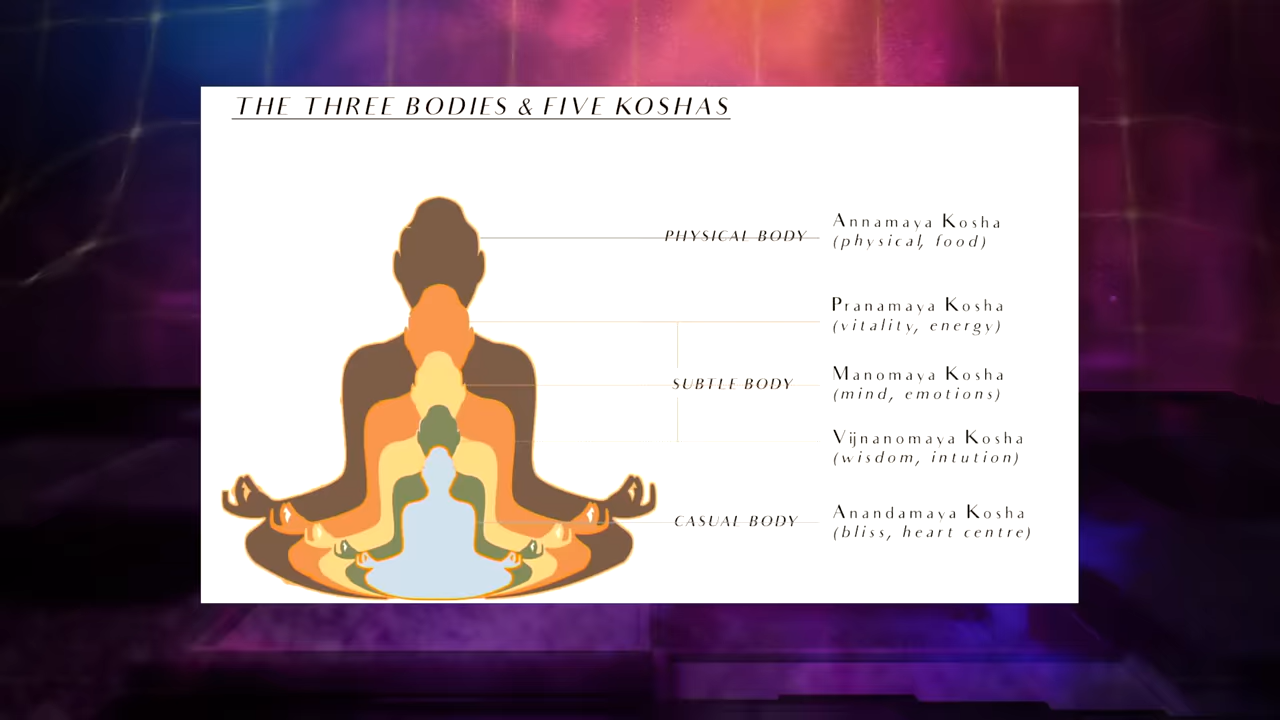 THE THREE BODIES & FIVE KOSHAS
PHYSICAL BODY
Annamaya Kosha
(physical, food)
Pranamaya Kosha
(vitality, energy)
SUBTLE BODY
Manomaya Kosha
(mind, emotions)
Vijnanomaya Kosha
(wisdom, intution)
CASUAL BODY
Anandamaya Kosha
(bliss, heart centre)